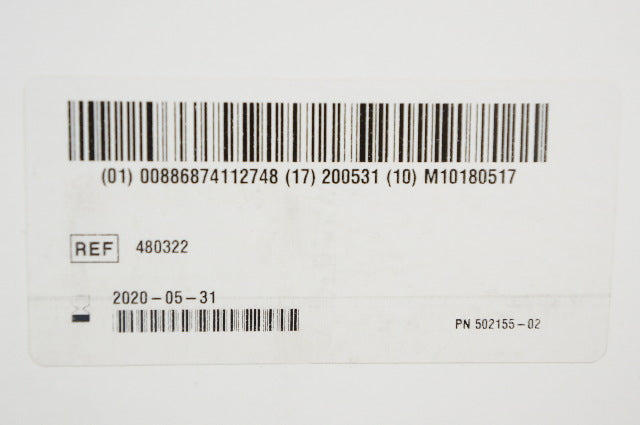 (01) 00886874112748 (17) 200531 (10) M10180517
REF 480322
2020-05-31
PN 502155-02